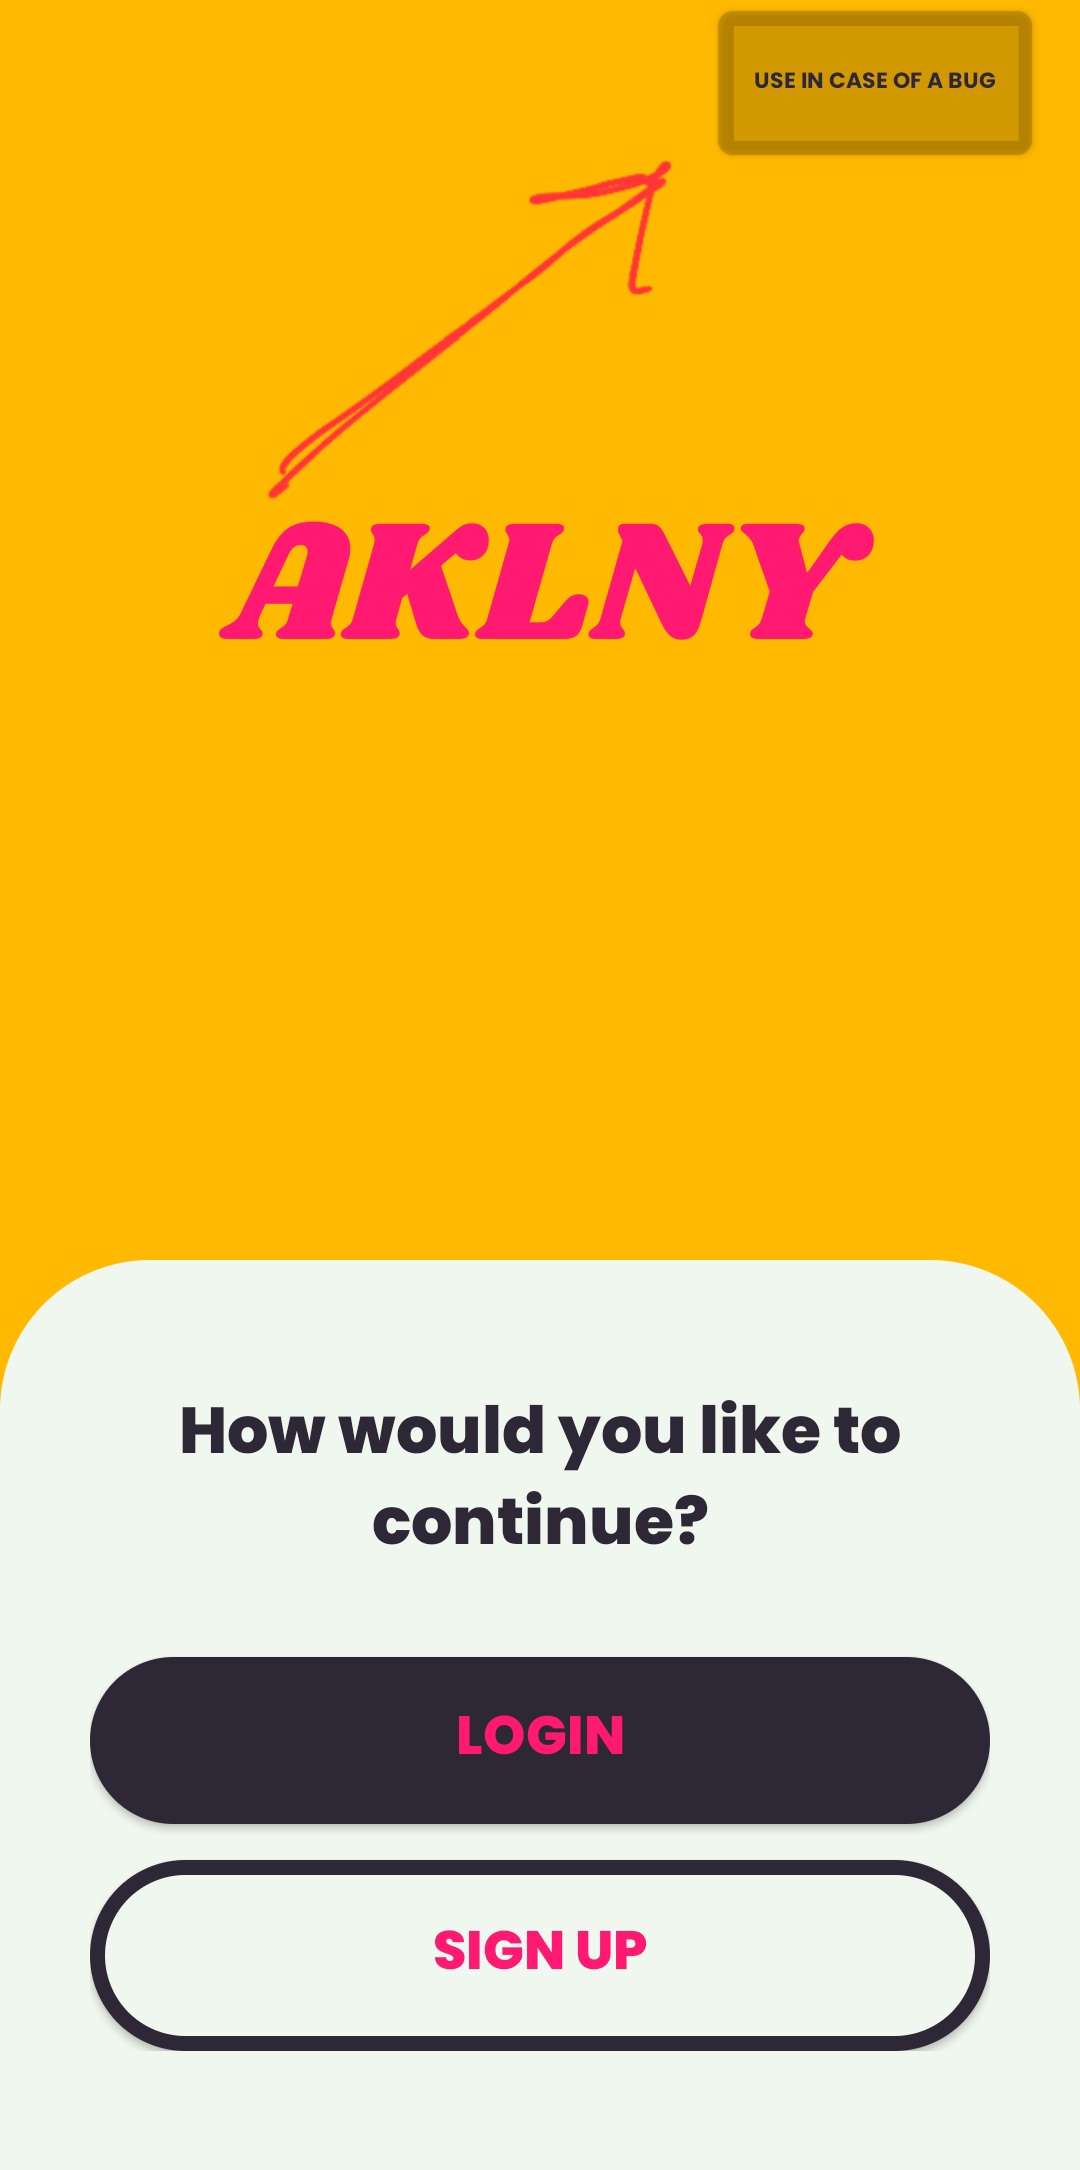 USE IN CASE OF A BUG
AKLNY
How would you like to
continue?
LOGIN
SIGN UP